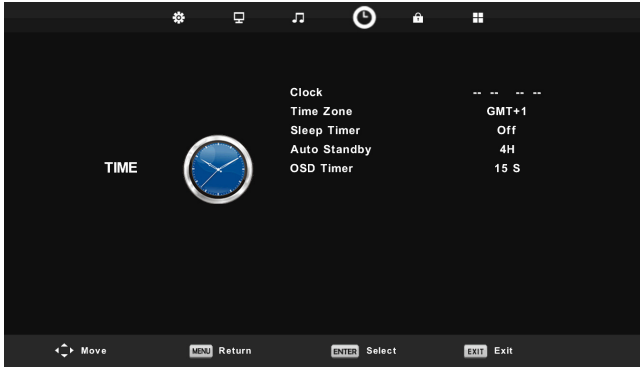 Clock -- -- -- --
Time Zone GMT+1
Sleep Timer Off
Auto Standby 4H
TIME
OSD Timer 15 S
Move MENU Return ENTER Select EXIT Exit